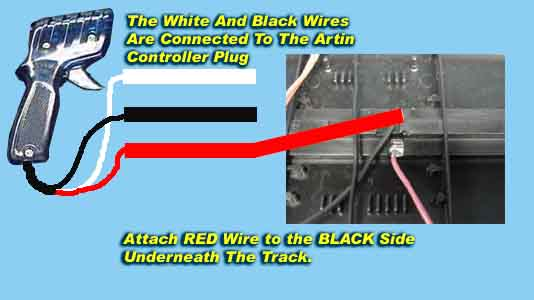 The White And Black Wires
Are Connected To The Artin
Controller Plug
Attach RED Wire to the BLACK Side
Underneath The Track.